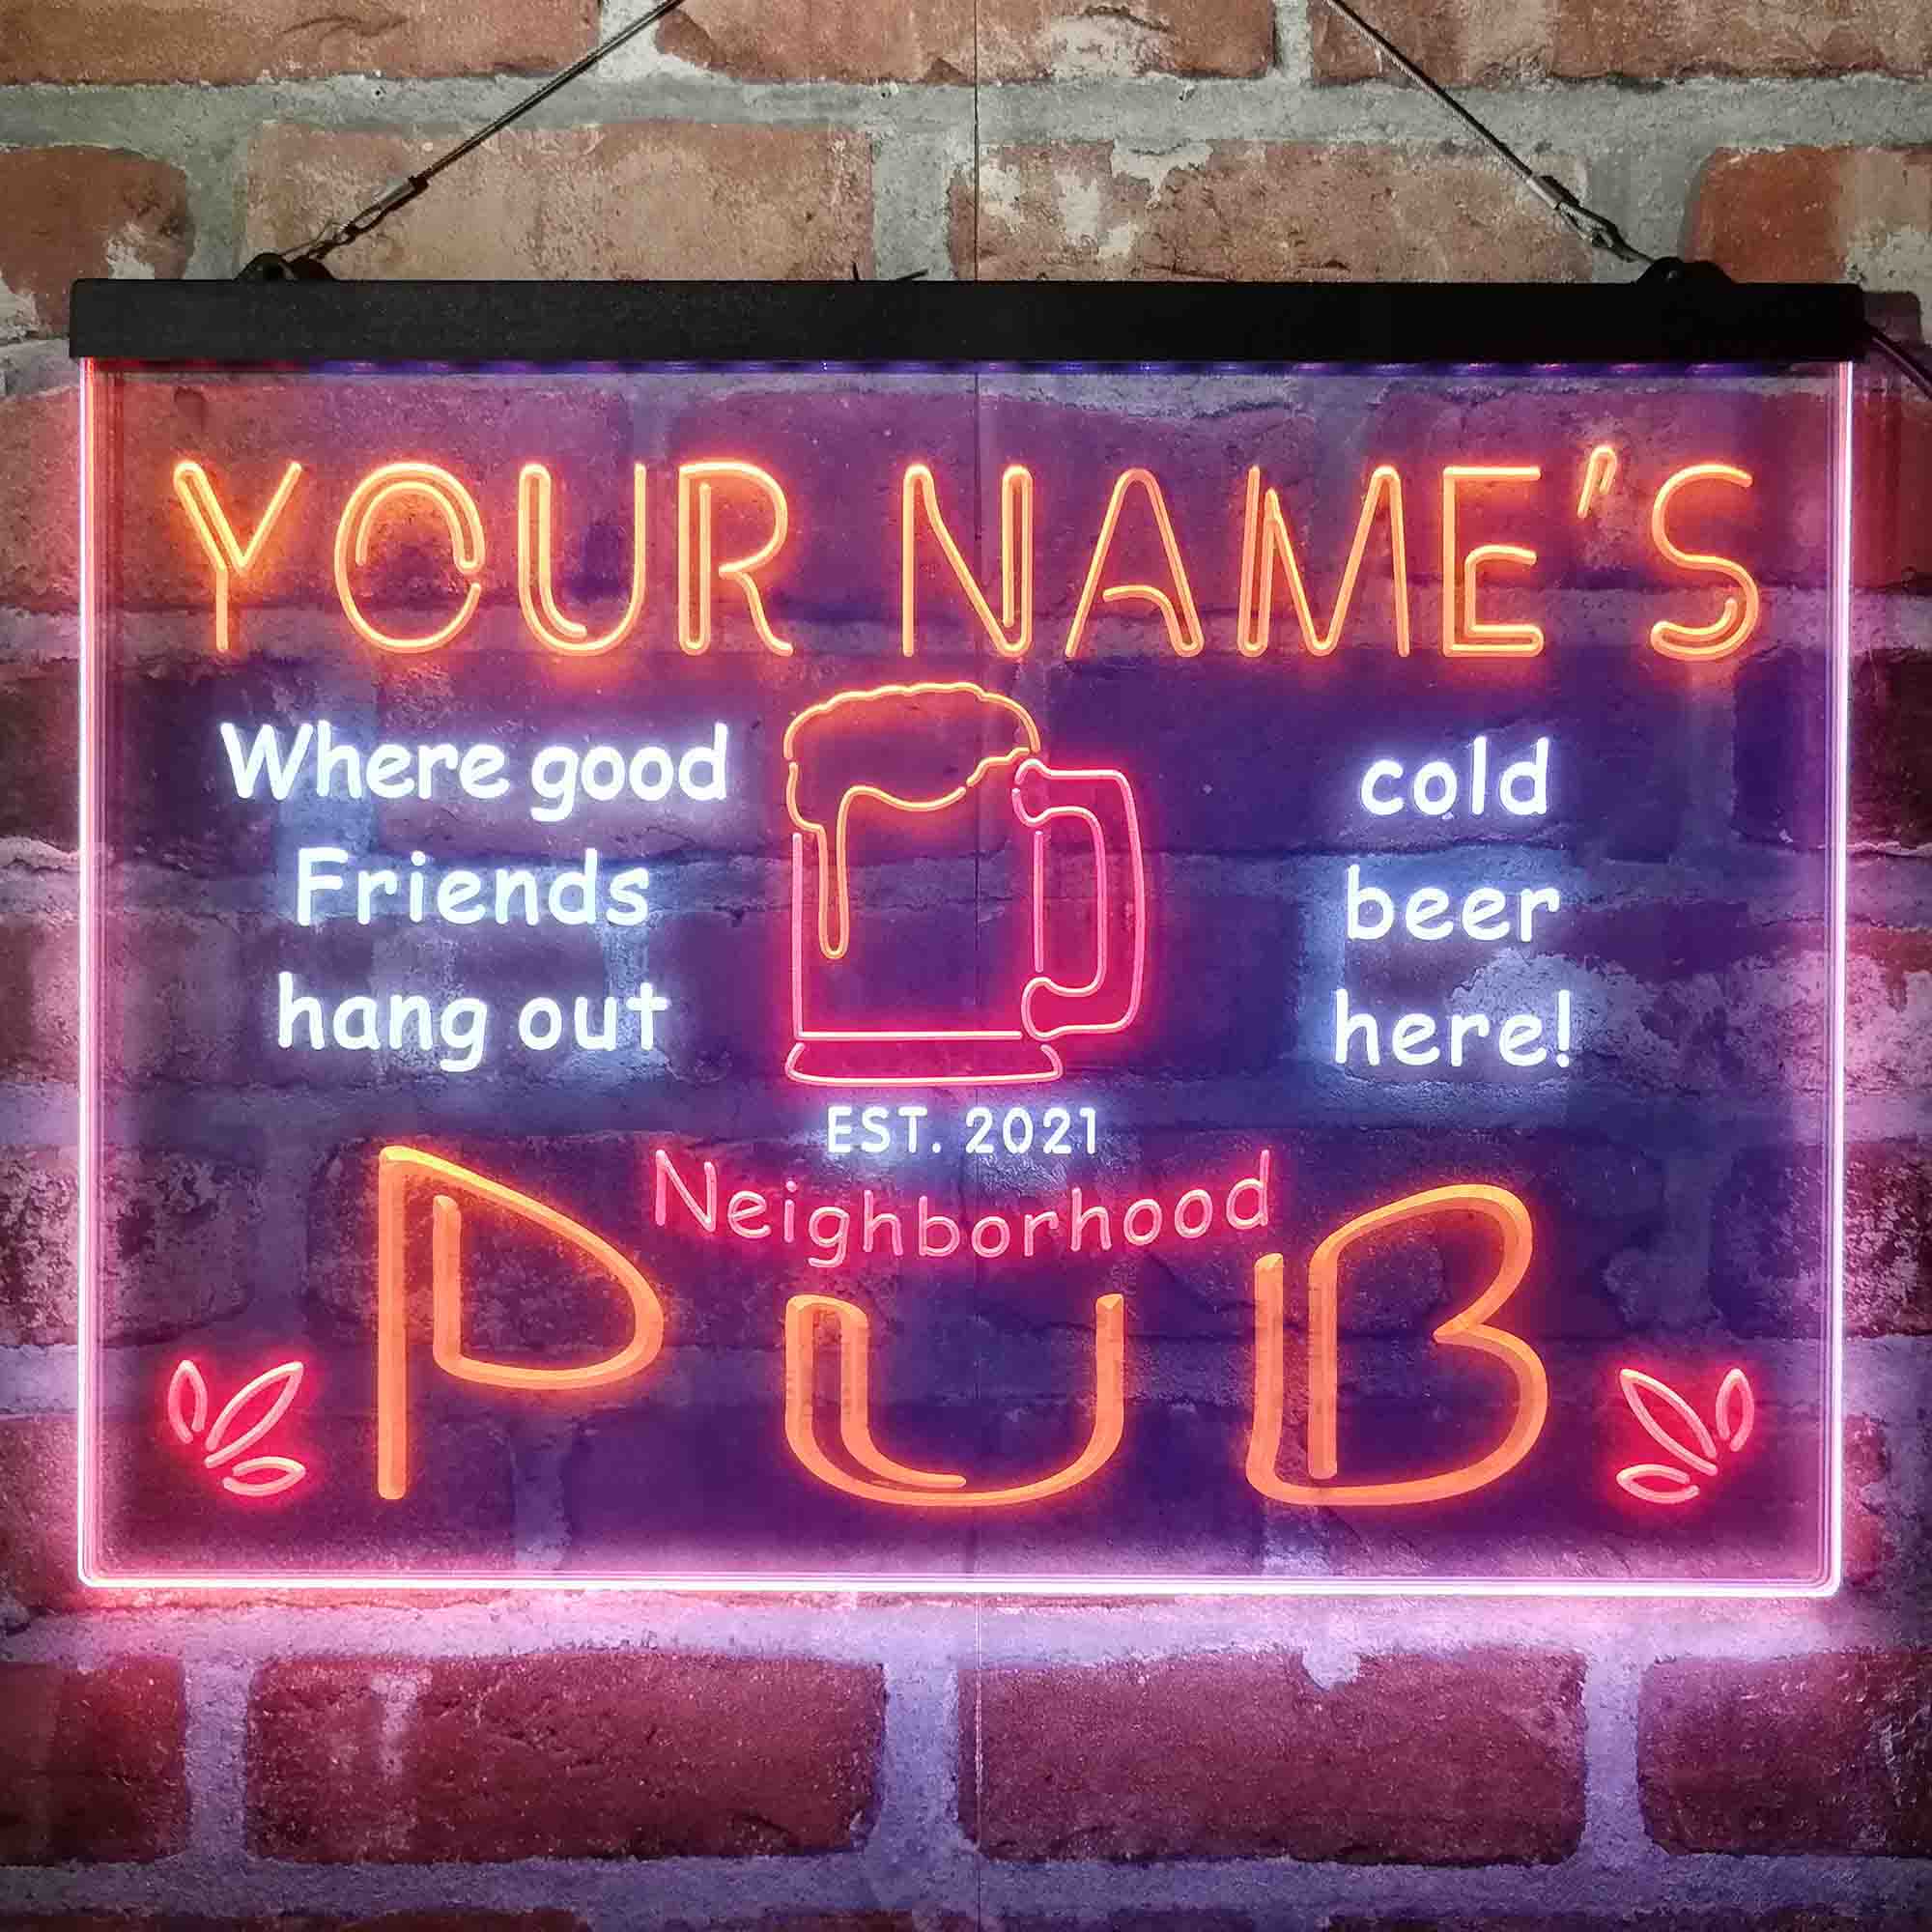 YOUR NAME'S
Where good
Friends
hang out
cold
beer
here!
EST. 2021
Neighborhood
PUB